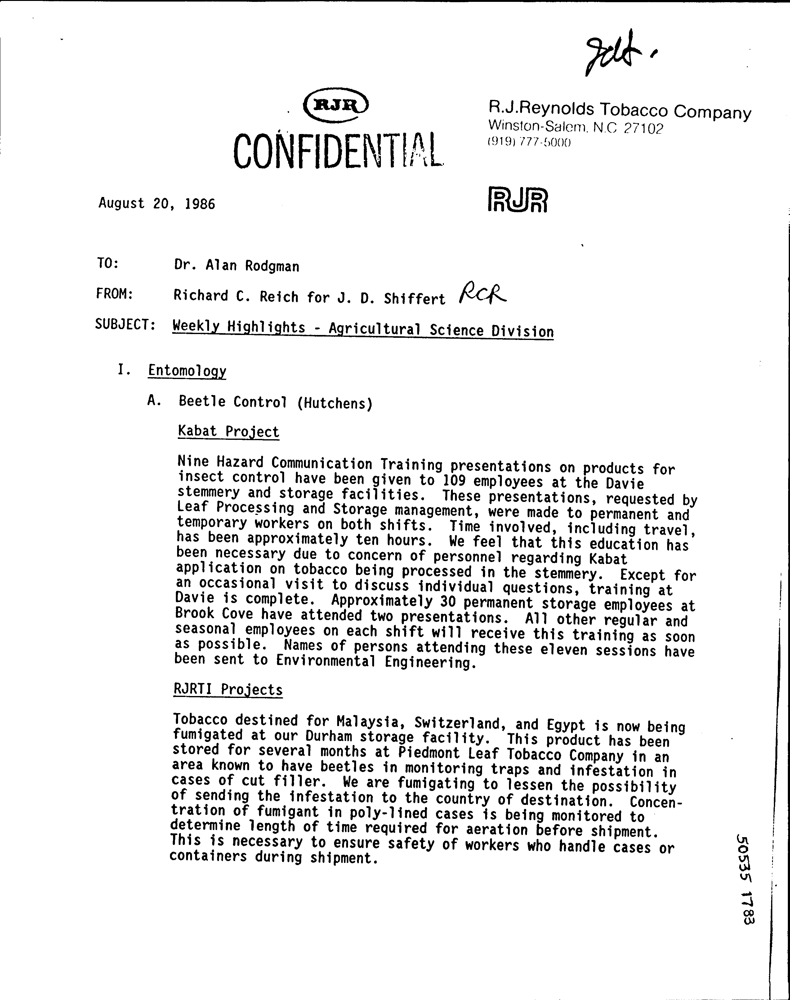 RJR
CONFIDENTIAL
R.J.Reynolds Tobacco Company
Winston-Salem, N.C. 27102
(919) 777-5000
RJR
August 20, 1986
TO: Dr. Alan Rodgman
FROM: Richard C. Reich for J. D. Shiffert RCR
SUBJECT: Weekly Highlights - Agricultural Science Division
I. Entomology
A. Beetle Control (Hutchens)
Kabat Project
Nine Hazard Communication Training presentations on products for
insect control have been given to 109 employees at the Davie
stemmery and storage facilities. These presentations, requested by
Leaf Processing and Storage management, were made to permanent and
temporary workers on both shifts. Time involved, including travel,
has been approximately ten hours. We feel that this education has
been necessary due to concern of personnel regarding Kabat
application on tobacco being processed in the stemmery. Except for
an occasional visit to discuss individual questions, training at
Davie is complete. Approximately 30 permanent storage employees at
Brook Cove have attended two presentations. All other regular and
seasonal employees on each shift will receive this training as soon
as possible. Names of persons attending these eleven sessions have
been sent to Environmental Engineering.
RJRTI Projects
Tobacco destined for Malaysia, Switzerland, and Egypt is now being
fumigated at our Durham storage facility. This product has been
stored for several months at Piedmont Leaf Tobacco Company in an
area known to have beetles in monitoring traps and infestation in
cases of cut filler. We are fumigating to lessen the possibility
of sending the infestation to the country of destination. Concen-
tration of fumigant in poly-lined cases is being monitored to
determine length of time required for aeration before shipment.
This is necessary to ensure safety of workers who handle cases or
containers during shipment.
50535 1783